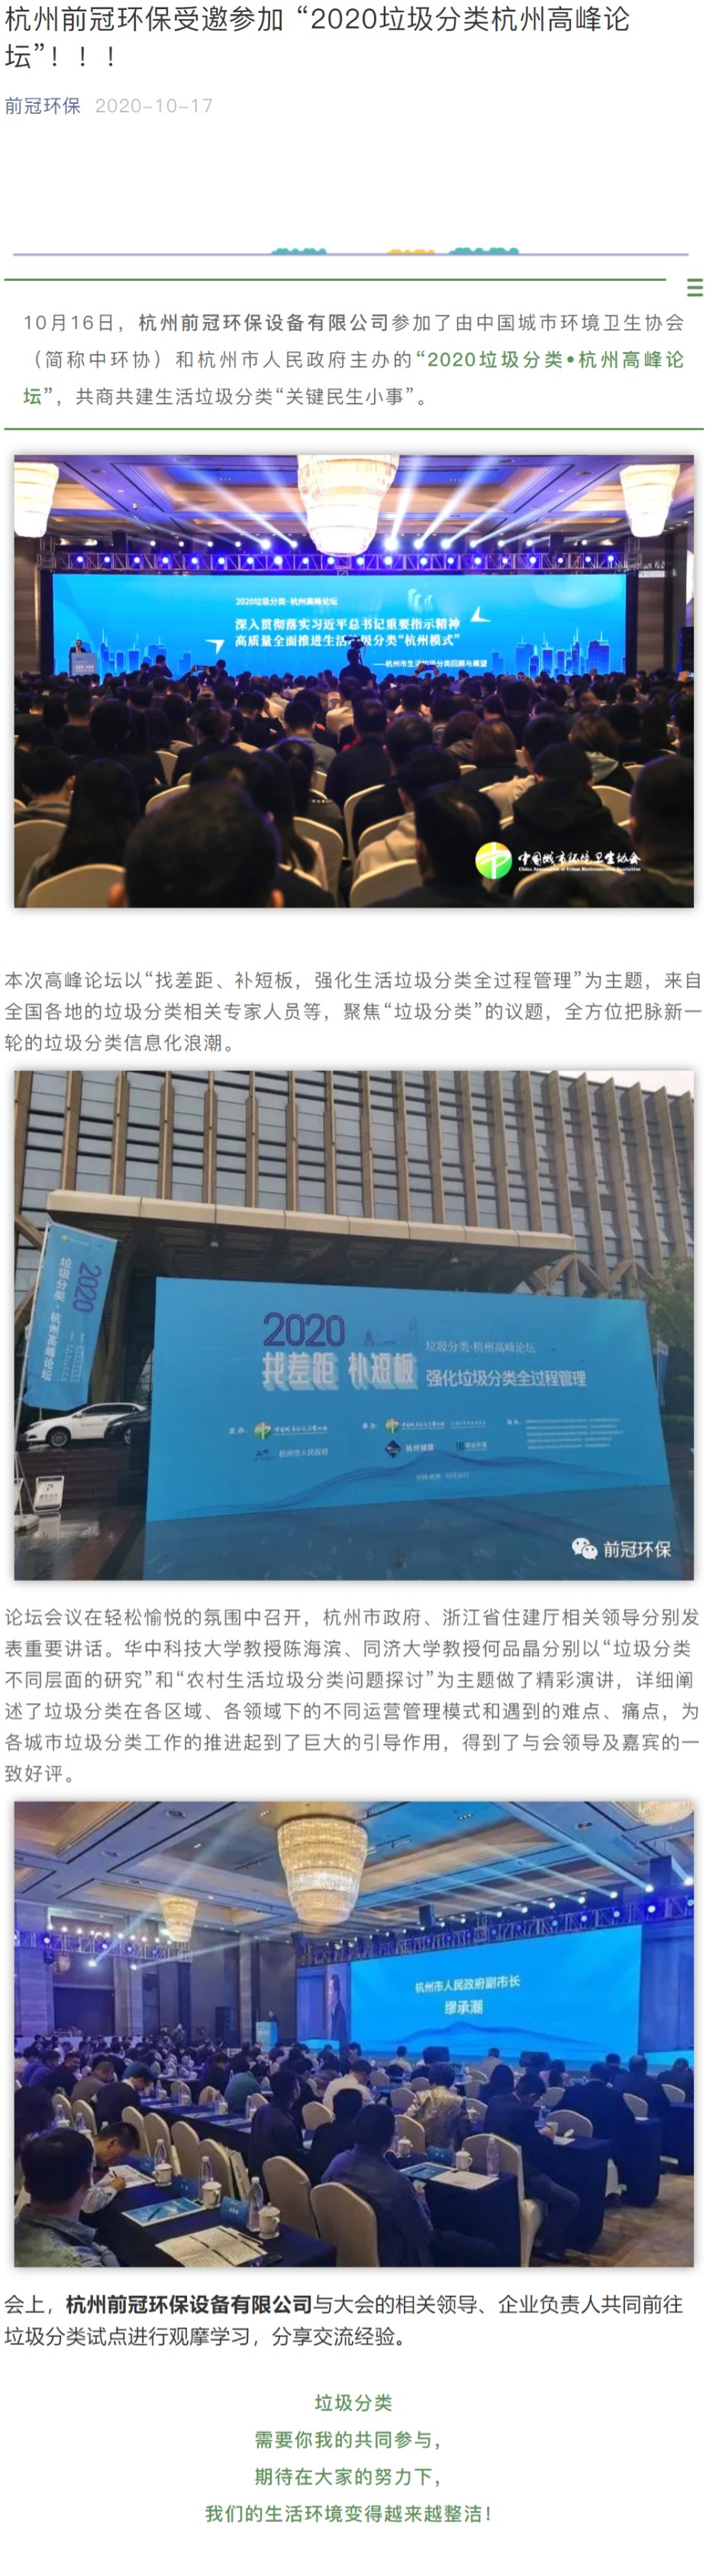 杭州前冠环保受邀参加 “2020垃圾分类杭州高峰论
坛”！！！
前冠环保 2020-10-17
10月16日，杭州前冠环保设备有限公司参加了由中国城市环境卫生协会
（简称中环协）和杭州市人民政府主办的“2020垃圾分类•杭州高峰论
坛”，共商共建生活垃圾分类“关键民生小事”。
2020垃圾分类·杭州高峰论坛
深入贯彻落实习近平总书记重要指示精神
高质量全面推进生活垃圾分类“杭州模式”
——杭州市生活垃圾分类回顾与展望
中国城市环境卫生协会
China Association of Urban Environmental Sanitation
本次高峰论坛以“找差距、补短板，强化生活垃圾分类全过程管理”为主题，来自
全国各地的垃圾分类相关专家人员等，聚焦“垃圾分类”的议题，全方位把脉新一
轮的垃圾分类信息化浪潮。
2020
垃圾分类·杭州高峰论坛
2020
垃圾分类·杭州高峰论坛
找差距 补短板 强化垃圾分类全过程管理
中国城市环境卫生协会
杭州市人民政府
前冠环保
论坛会议在轻松愉悦的氛围中召开，杭州市政府、浙江省住建厅相关领导分别发
表重要讲话。华中科技大学教授陈海滨、同济大学教授何品晶分别以“垃圾分类
不同层面的研究”和“农村生活垃圾分类问题探讨”为主题做了精彩演讲，详细阐
述了垃圾分类在各区域、各领域下的不同运营管理模式和遇到的难点、痛点，为
各城市垃圾分类工作的推进起到了巨大的引导作用，得到了与会领导及嘉宾的一
致好评。
杭州市人民政府副市长
缪承潮
会上，杭州前冠环保设备有限公司与大会的相关领导、企业负责人共同前往
垃圾分类试点进行观摩学习，分享交流经验。
垃圾分类
需要你我的共同参与，
期待在大家的努力下，
我们的生活环境变得越来越整洁！